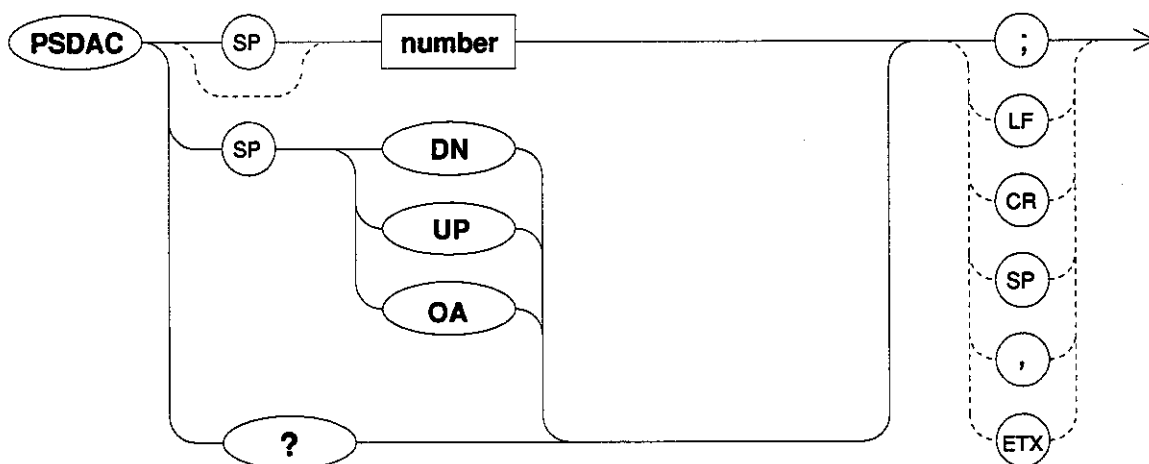 PSDAC SP number ;
LF
SP DN
CR
UP
SP
OA
,
? ETX